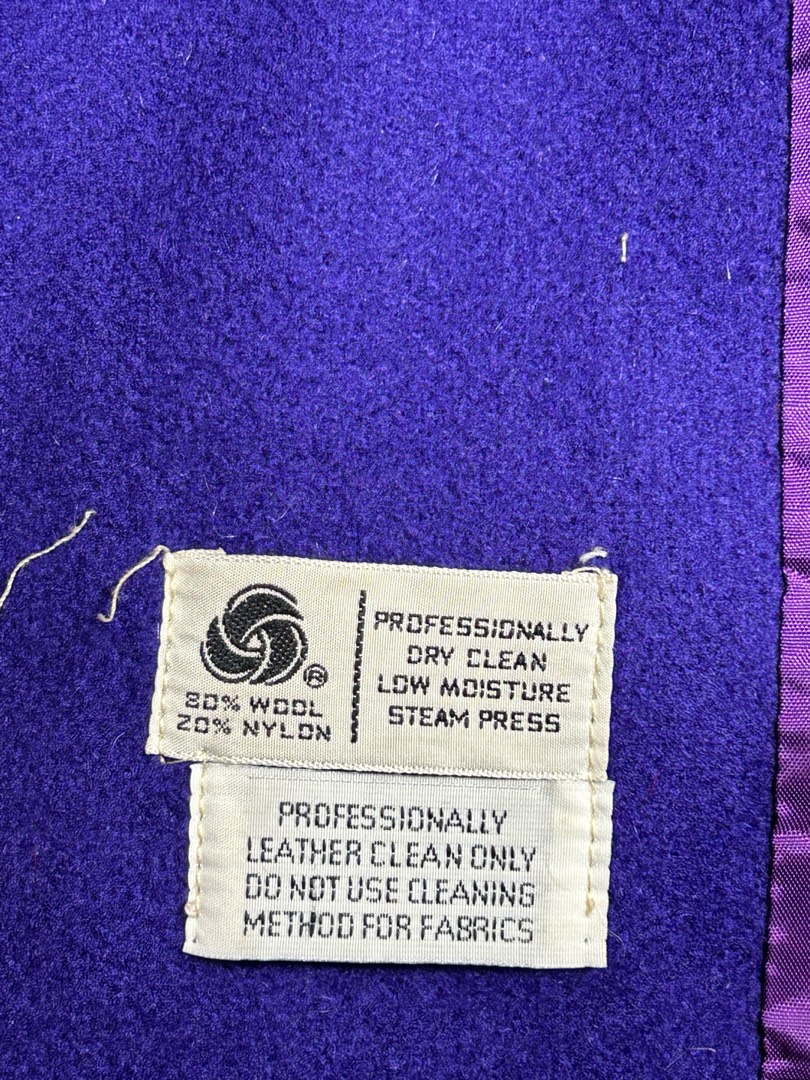 ®
80% WOOL
20% NYLON
PROFESSIONALLY
DRY CLEAN
LOW MOISTURE
STEAM PRESS
PROFESSIONALLY
LEATHER CLEAN ONLY
DO NOT USE CLEANING
METHOD FOR FABRICS